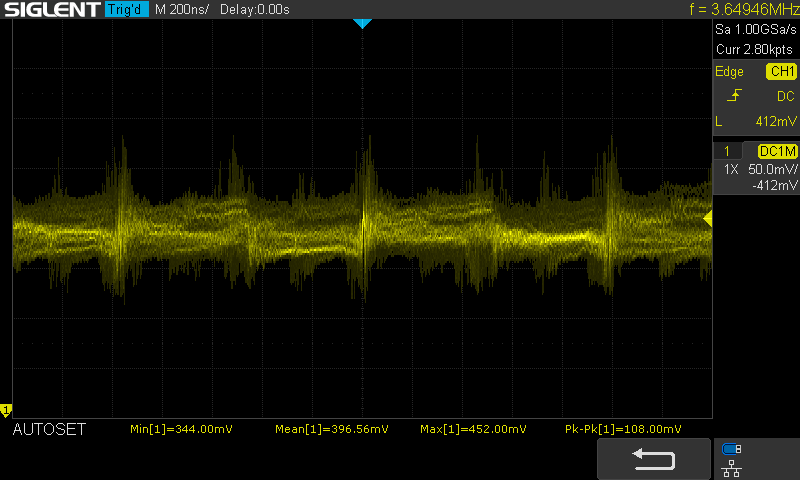 SIGLENT Trig'd M 200ns/ Delay:0.00s f = 3.64946MHz
Sa 1.00GSa/s
Curr 2.80kpts
Edge CH1
DC
L 412mV
1 DC1M
1X 50.0mV/
-412mV
1
AUTOSET Min[1]=344.00mV Mean[1]=396.56mV Max[1]=452.00mV Pk-Pk[1]=108.00mV